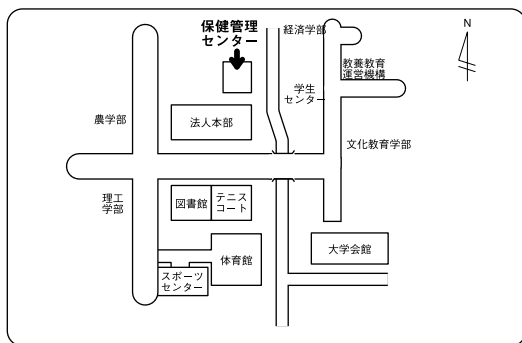 保健管理
センター
経済学部
N
教養教育
運営機構
学生
センター
農学部
法人本部
文化教育学部
理工
学部
図書館
テニス
コート
大学会館
体育館
スポーツ
センター